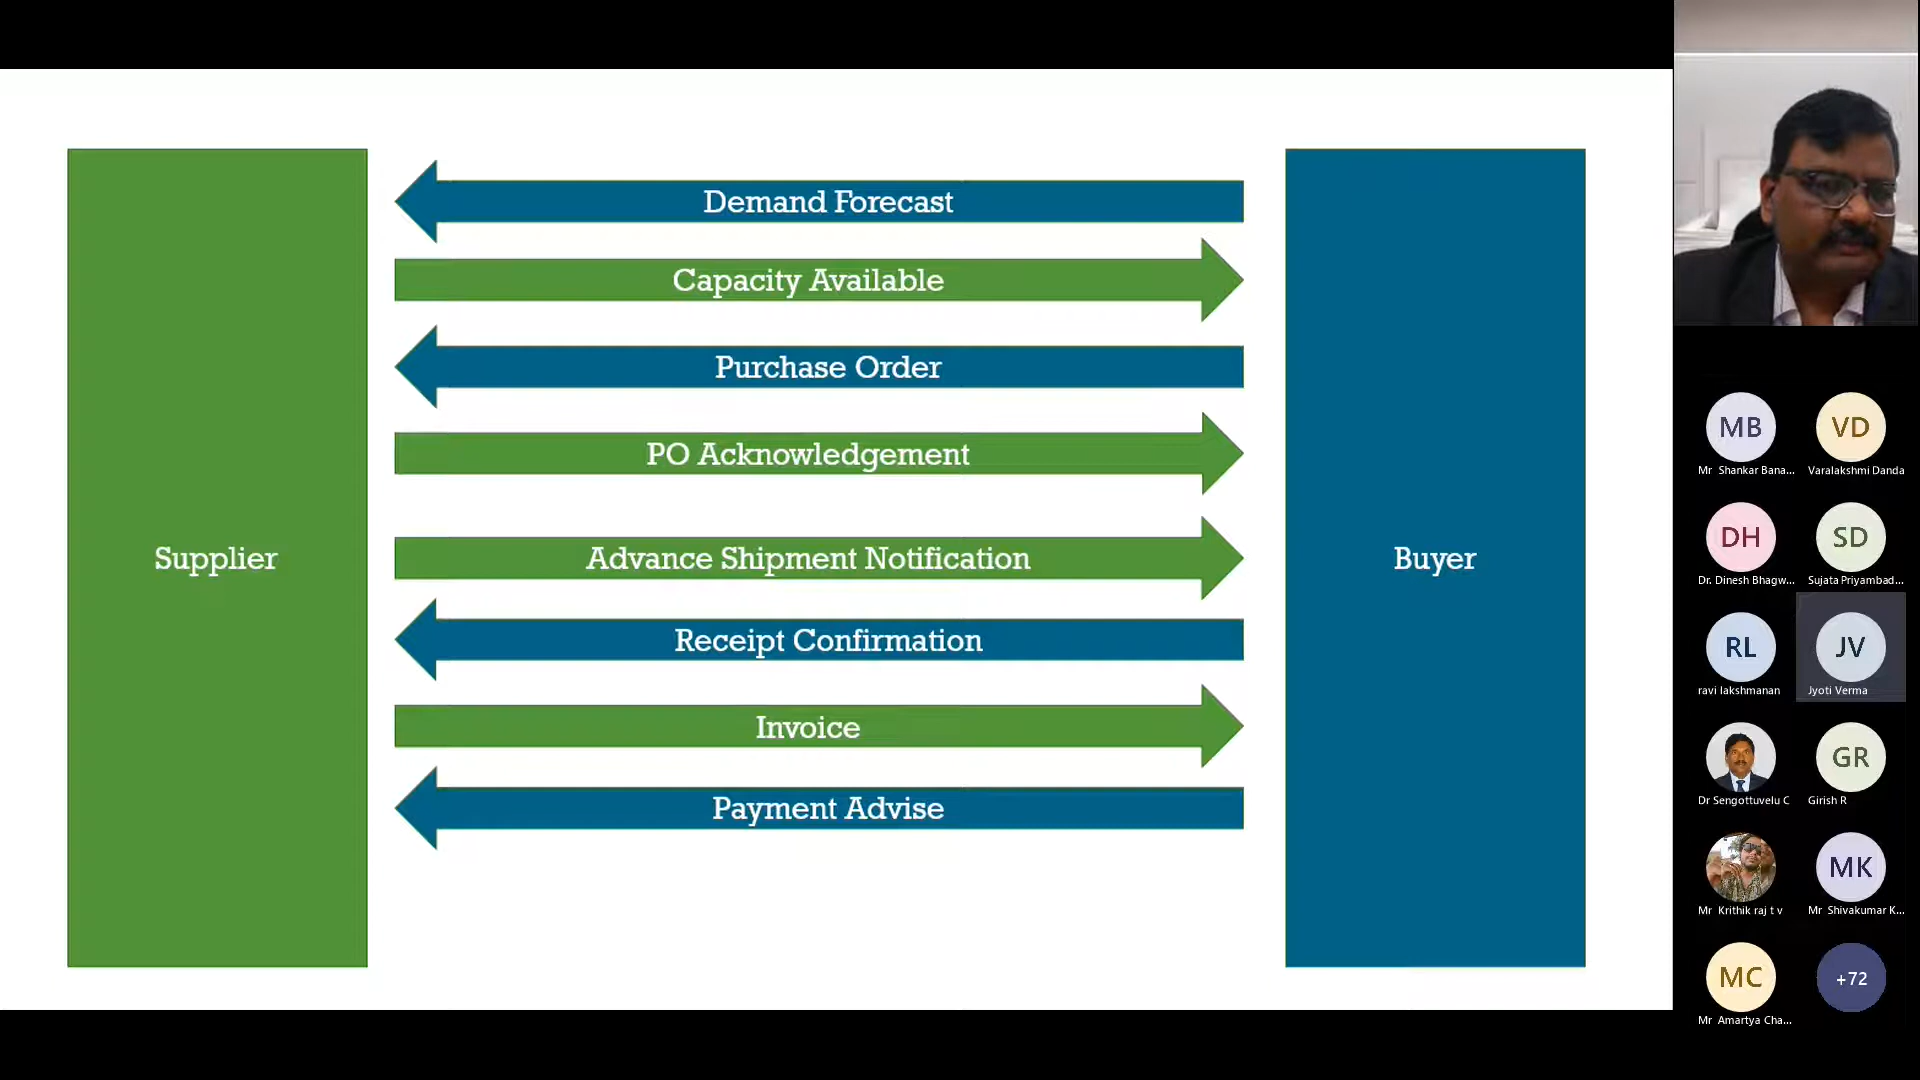 Demand Forecast
Capacity Available
Purchase Order
PO Acknowledgement
Supplier
Advance Shipment Notification
Buyer
Receipt Confirmation
Invoice
Payment Advise
MB
VD
Mr Shankar Bana...
Varalakshmi Danda
DH
SD
Dr. Dinesh Bhagw...
Sujata Priyambad...
RL
JV
ravi lakshmanan
Jyoti Verma
GR
Dr Sengottuvelu C
Girish R
MK
Mr Krithik raj t v
Mr Shivakumar K...
MC
+72
Mr Amartya Cha...